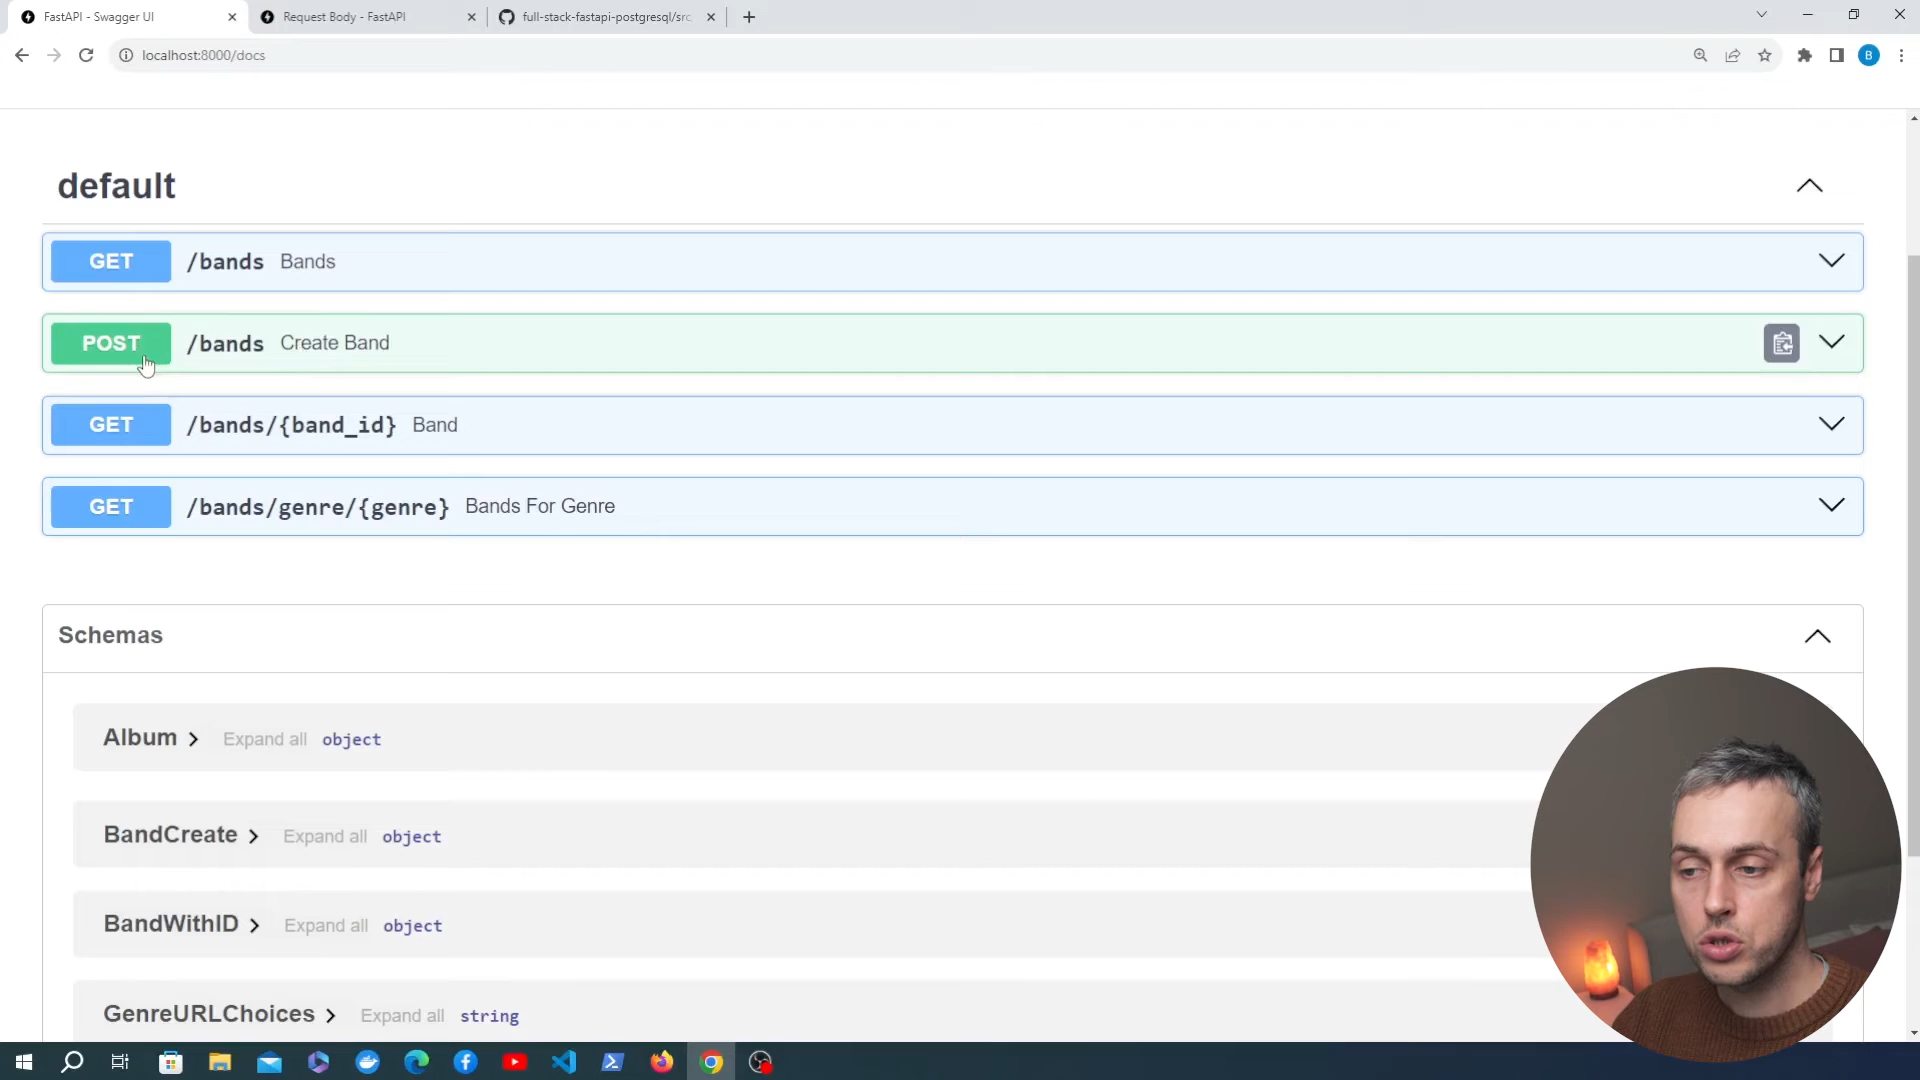 FastAPI - Swagger UI
Request Body - FastAPI
full-stack-fastapi-postgresql/src
localhost:8000/docs
B
default
GET /bands Bands
POST /bands Create Band
GET /bands/{band_id} Band
GET /bands/genre/{genre} Bands For Genre
Schemas
Album Expand all object
BandCreate Expand all object
BandWithID Expand all object
GenreURLChoices Expand all string